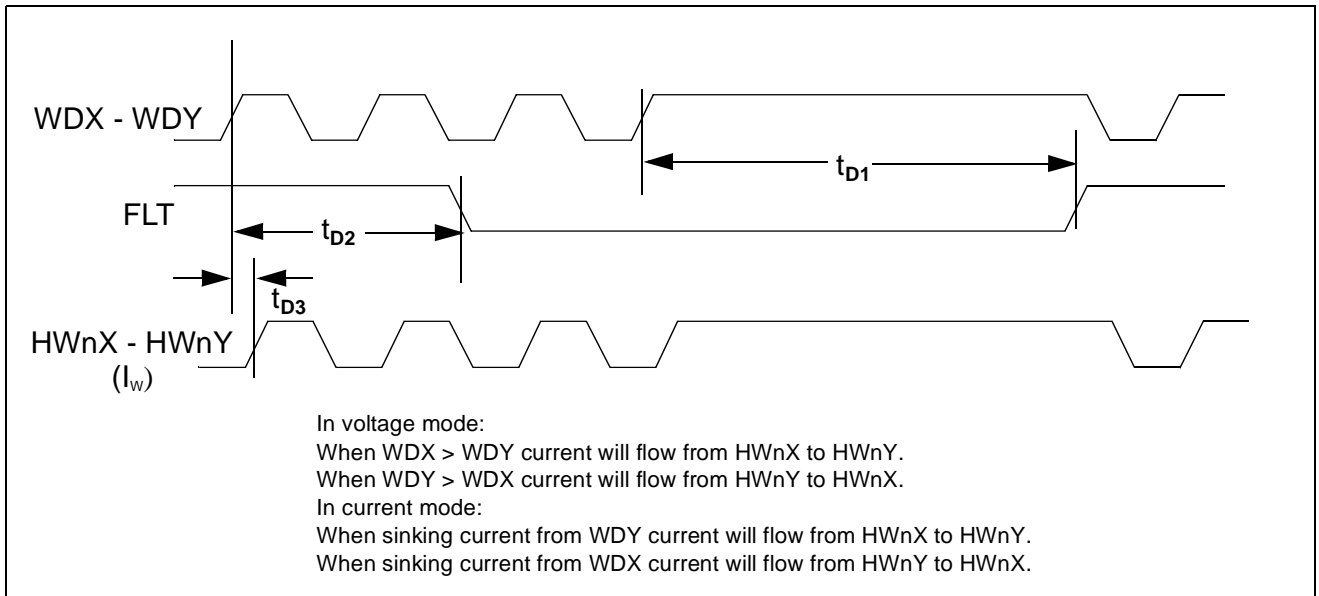 WDX - WDY
tD1
FLT
tD2
tD3
HWnX - HWnY
(IW)
In voltage mode:
When WDX > WDY current will flow from HWnX to HWnY.
When WDY > WDX current will flow from HWnY to HWnX.
In current mode:
When sinking current from WDY current will flow from HWnX to HWnY.
When sinking current from WDX current will flow from HWnY to HWnX.